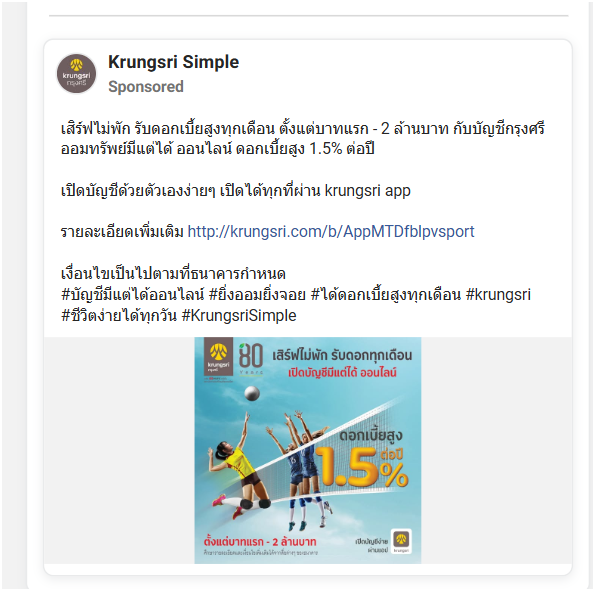 Krungsri Simple
Sponsored
เสิร์ฟไม่พัก รับดอกเบี้ยสูงทุกเดือน ตั้งแต่บาทแรก - 2 ล้านบาท กับบัญชีกรุงศรี
ออมทรัพย์มีแต่ได้ ออนไลน์ ดอกเบี้ยสูง 1.5% ต่อปี
เปิดบัญชีด้วยตัวเองง่ายๆ เปิดได้ทุกที่ผ่าน krungsri app
รายละเอียดเพิ่มเติม http://krungsri.com/b/AppMTDfblpvsport
เงื่อนไขเป็นไปตามที่ธนาคารกำหนด
#บัญชีมีแต่ได้ออนไลน์ #ยิ่งออมยิ่งจอย #ได้ดอกเบี้ยสูงทุกเดือน #krungsri
#ชีวิตง่ายได้ทุกวัน #KrungsriSimple
krungsri
กรุงศรี
80
YEARS
เสิร์ฟไม่พัก รับดอกทุกเดือน
เปิดบัญชีมีแต่ได้ ออนไลน์
ดอกเบี้ยสูง
1.5%
ต่อปี
ตั้งแต่บาทแรก - 2 ล้านบาท
เปิดบัญชีง่าย
ผ่านแอป
krungsri